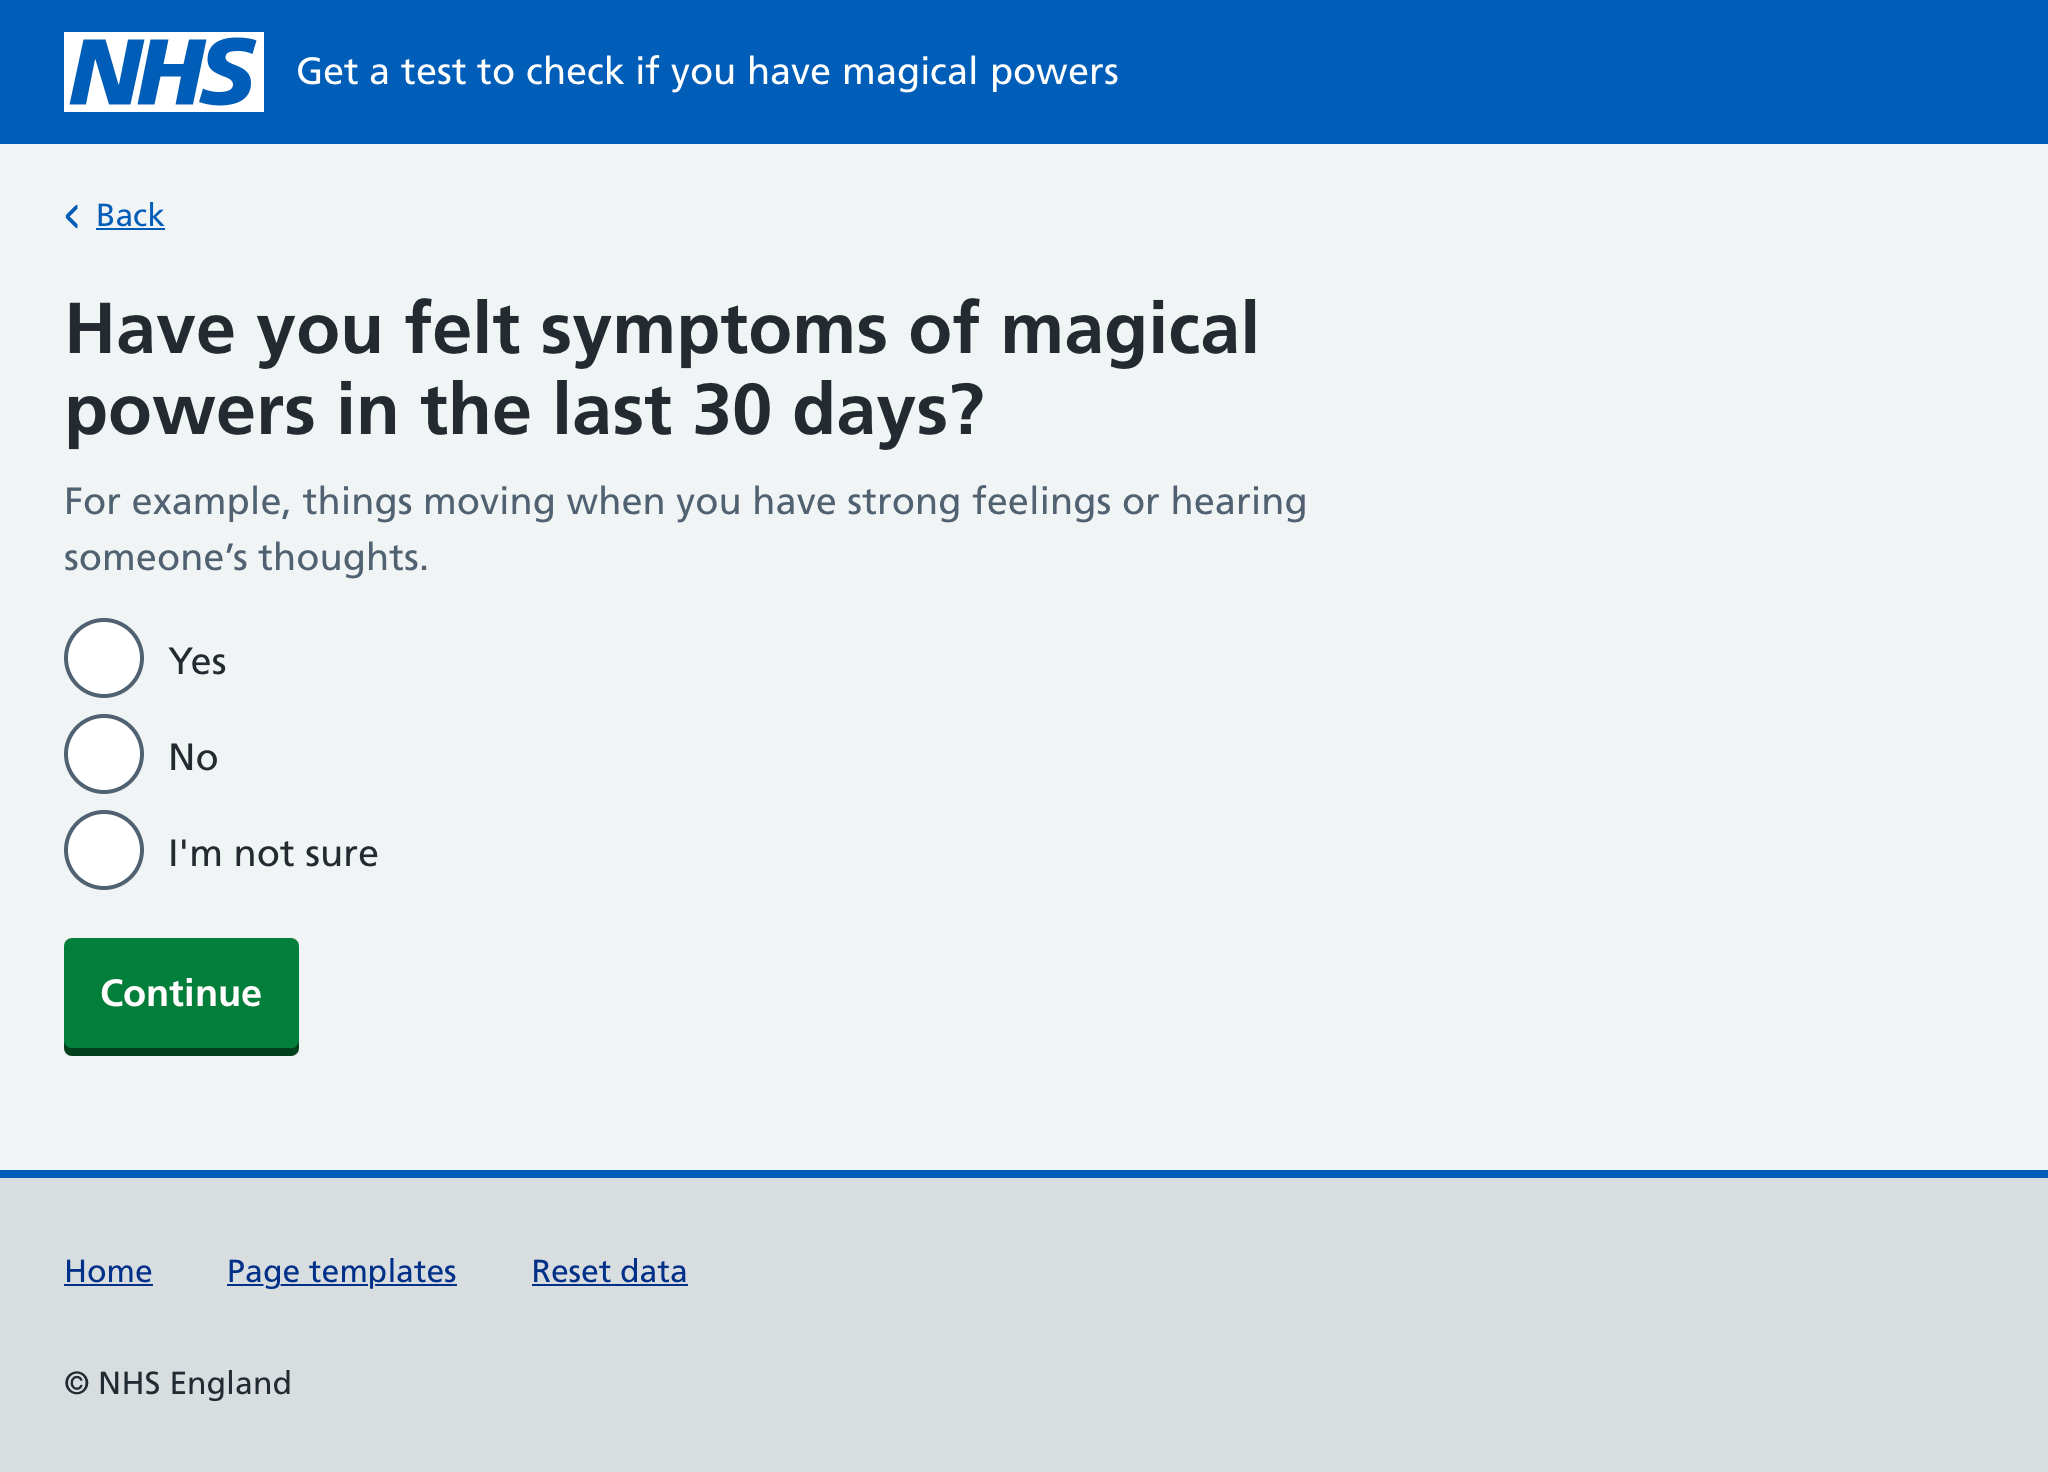 NHS Get a test to check if you have magical powers
Back
Have you felt symptoms of magical
powers in the last 30 days?
For example, things moving when you have strong feelings or hearing
someone’s thoughts.
Yes
No
I'm not sure
Continue
Home Page templates Reset data
© NHS England